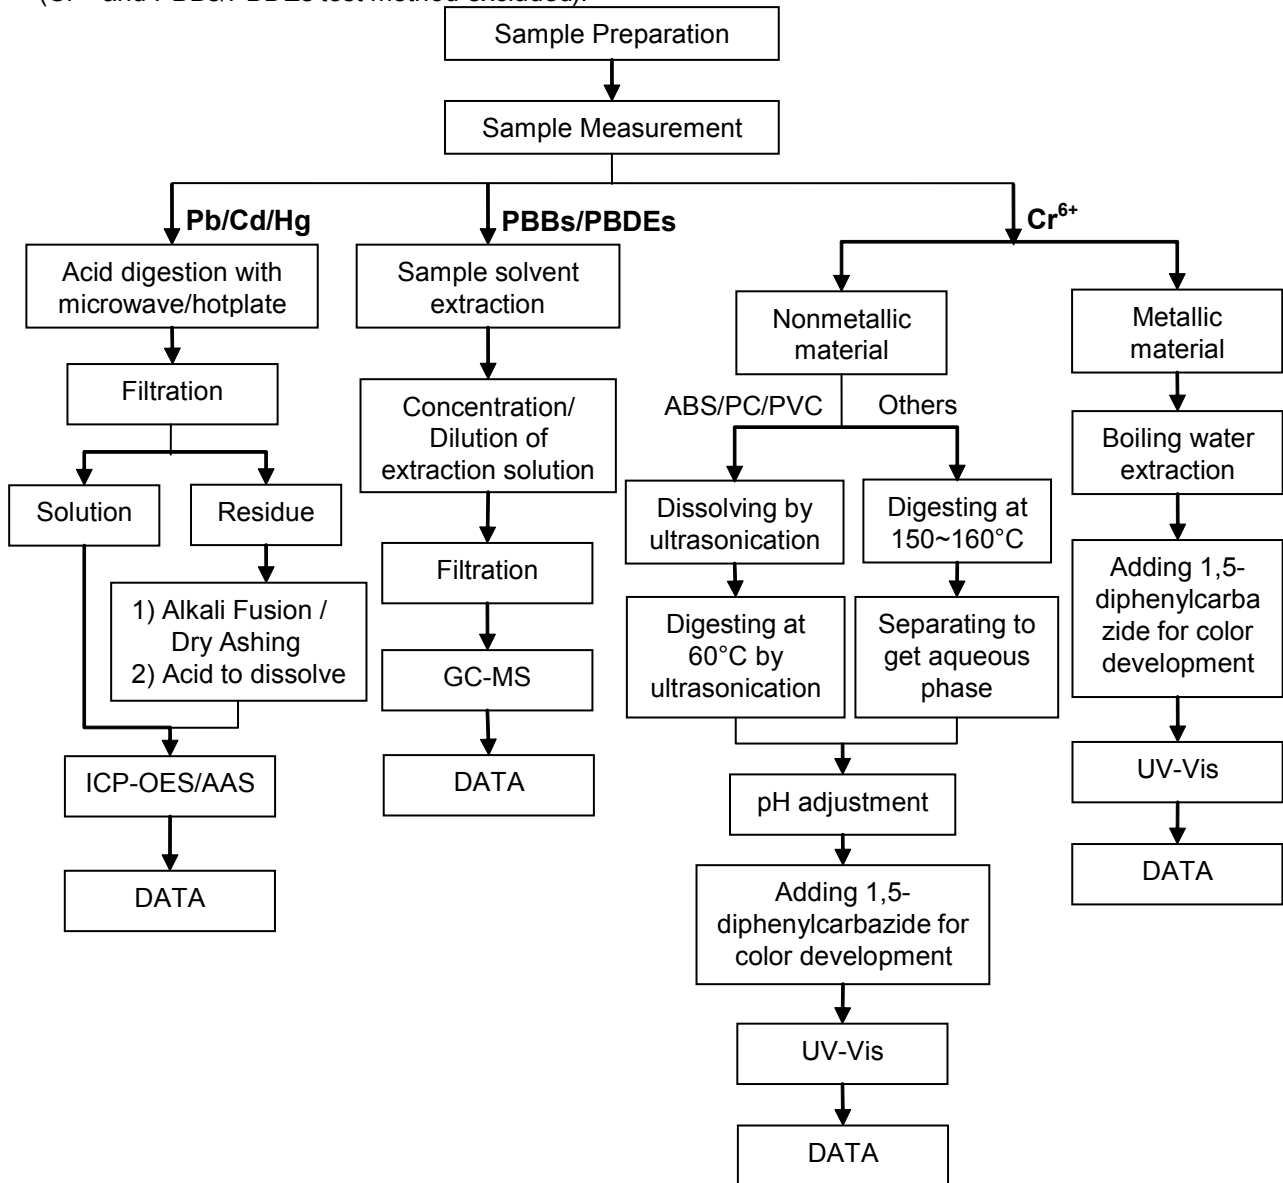 Sample Preparation
Sample Measurement
Pb/Cd/Hg
Acid digestion with
microwave/hotplate
Filtration
Solution
Residue
1) Alkali Fusion /
Dry Ashing
2) Acid to dissolve
ICP-OES/AAS
DATA
PBBs/PBDEs
Sample solvent
extraction
Concentration/
Dilution of
extraction solution
Filtration
GC-MS
DATA
Cr⁶⁺
Nonmetallic
material
ABS/PC/PVC
Others
Dissolving by
ultrasonication
Digesting at
60°C by
ultrasonication
Digesting at
150~160°C
Separating to
get aqueous
phase
pH adjustment
Adding 1,5-
diphenylcarbazide for
color development
UV-Vis
DATA
Metallic
material
Boiling water
extraction
Adding 1,5-
diphenylcarba
zide for color
development
UV-Vis
DATA